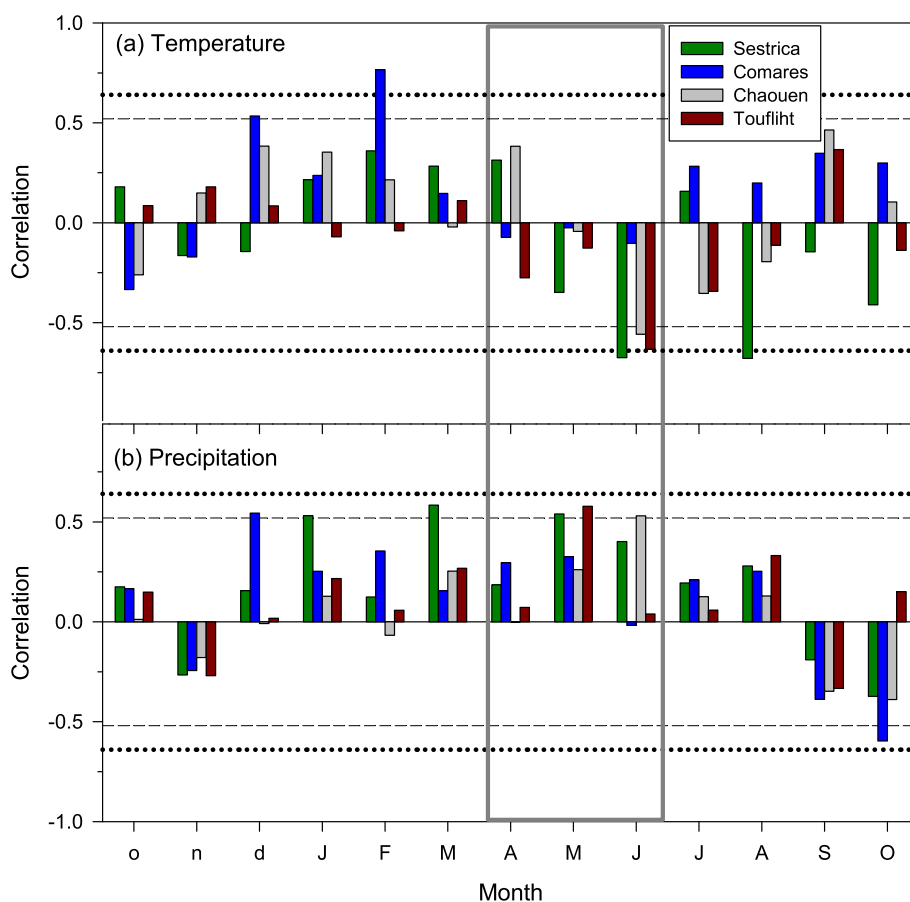 (a) Temperature
Sestrica
Comares
Chaouen
Toufliht
1.0
0.5
0.0
-0.5
Correlation
(b) Precipitation
0.5
0.0
-0.5
-1.0
Correlation
o n d J F M A M J J A S O
Month